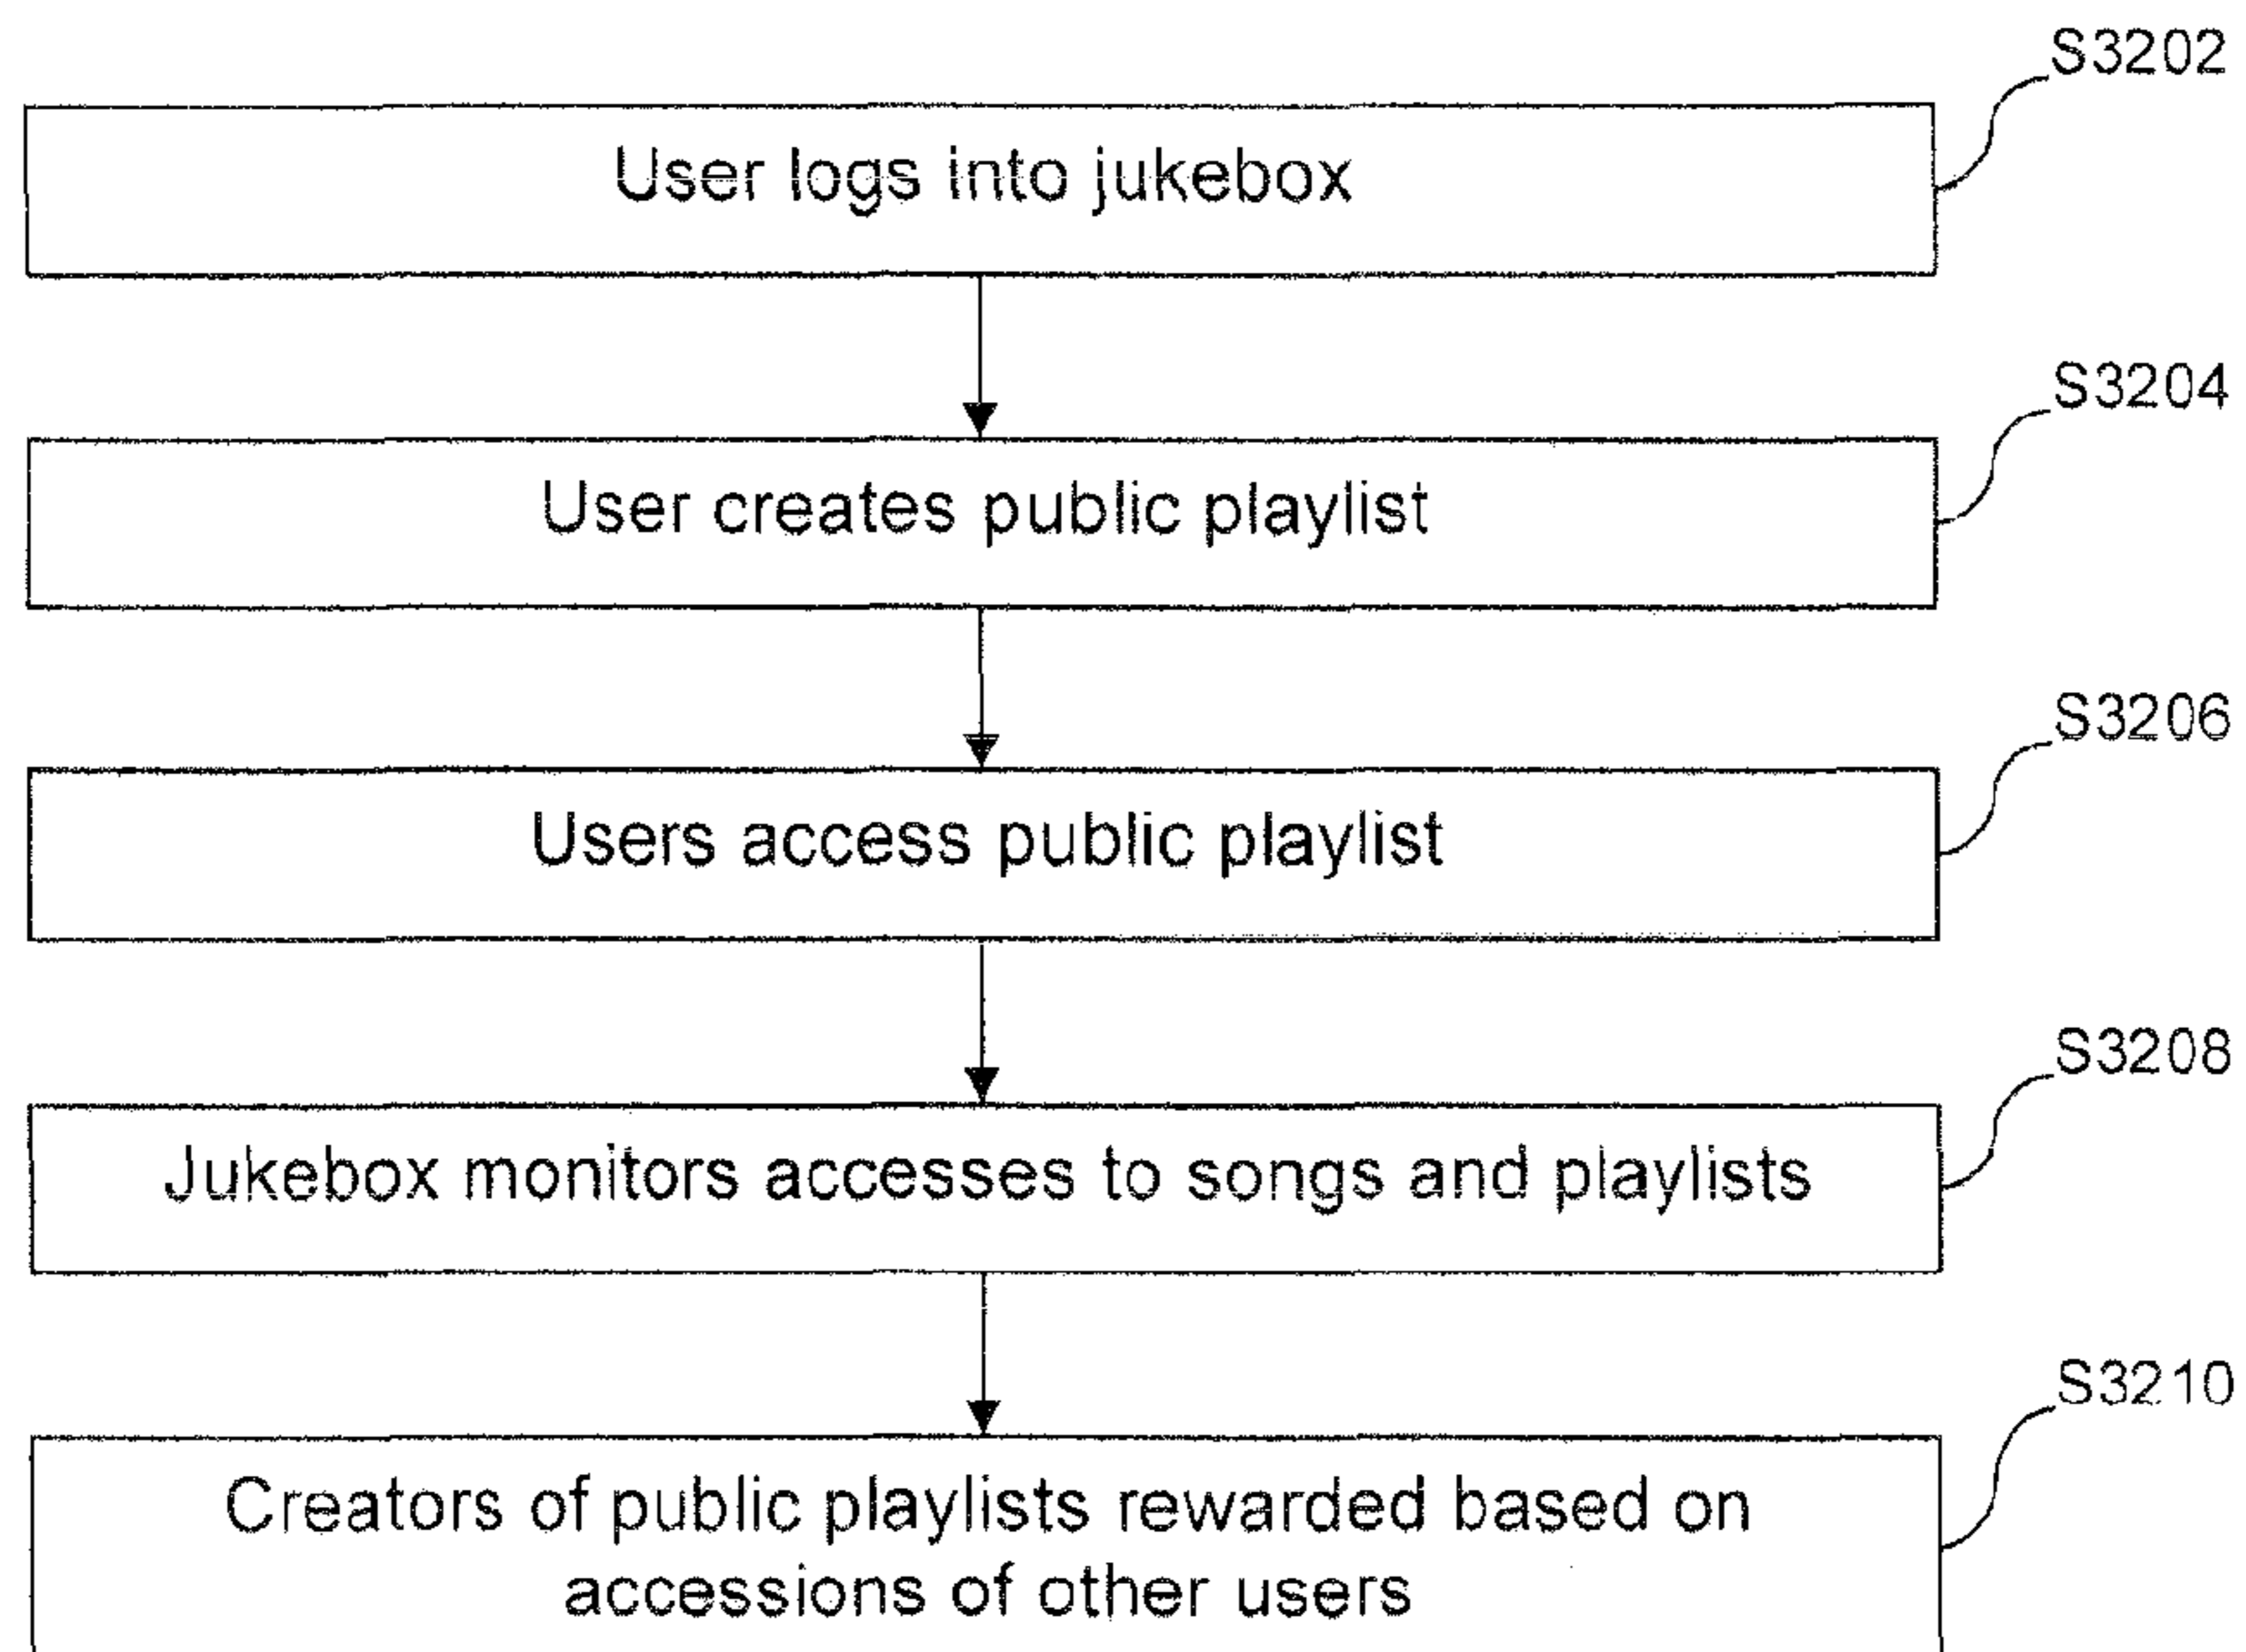 S3202
User logs into jukebox
S3204
User creates public playlist
S3206
Users access public playlist
S3208
Jukebox monitors accesses to songs and playlists
S3210
Creators of public playlists rewarded based on
accessions of other users